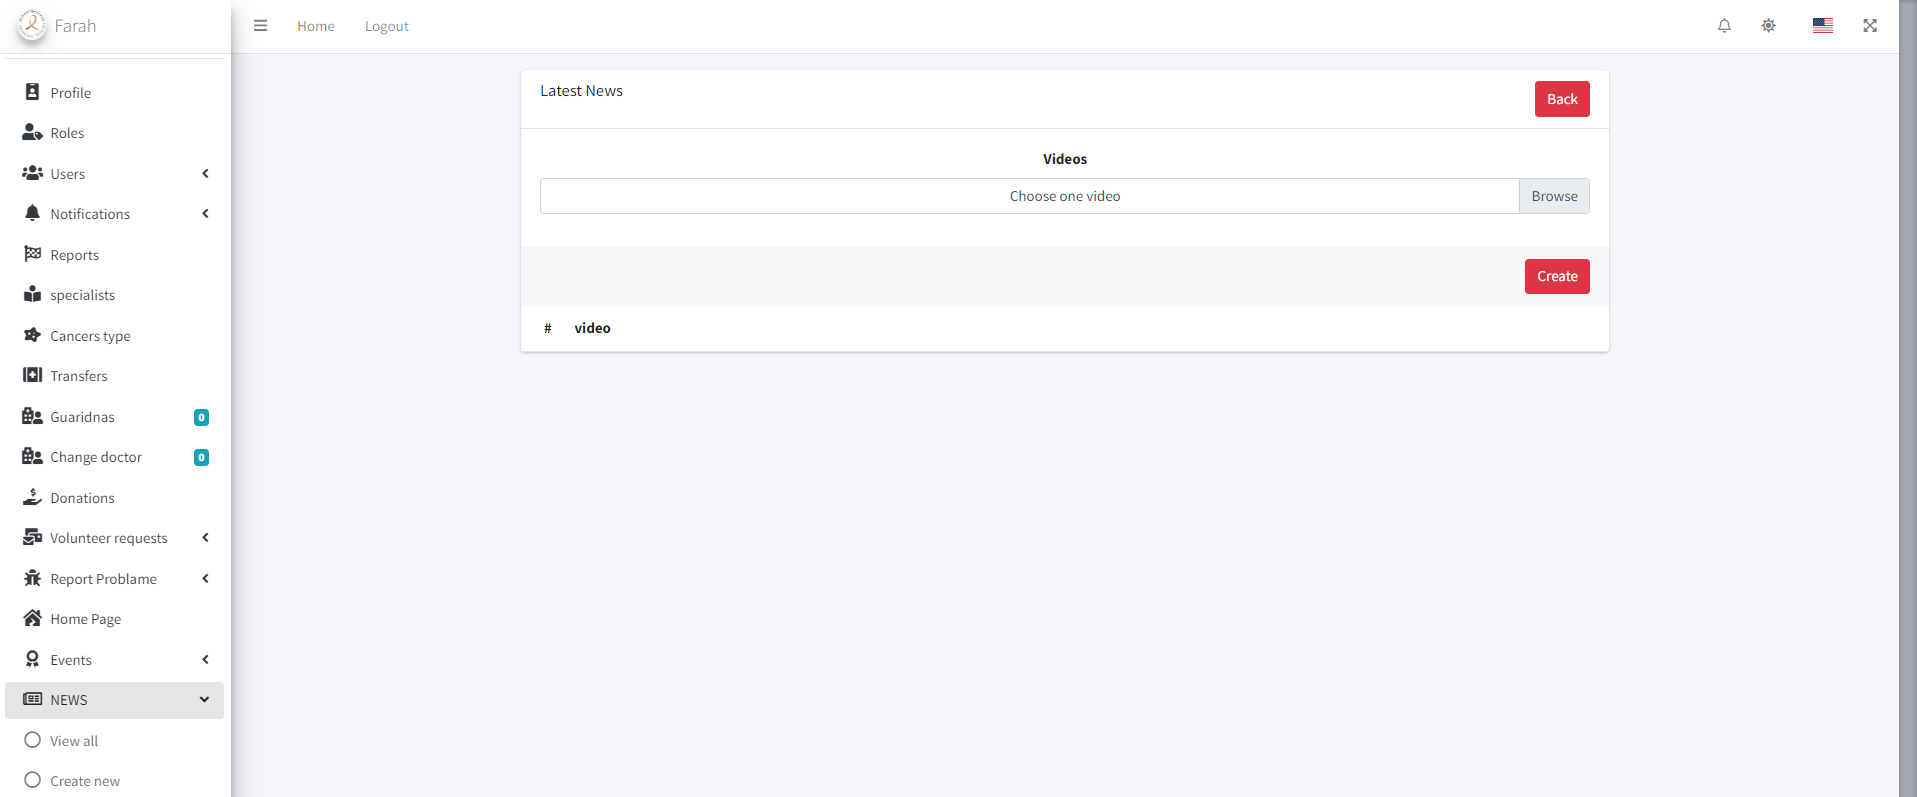 Farah
Home
Logout
Profile
Roles
Users
Notifications
Reports
specialists
Cancers type
Transfers
Guaridnas 0
Change doctor 0
Donations
Volunteer requests
Report Problame
Home Page
Events
NEWS
View all
Create new
Latest News
Back
Videos
Choose one video
Browse
Create
# video